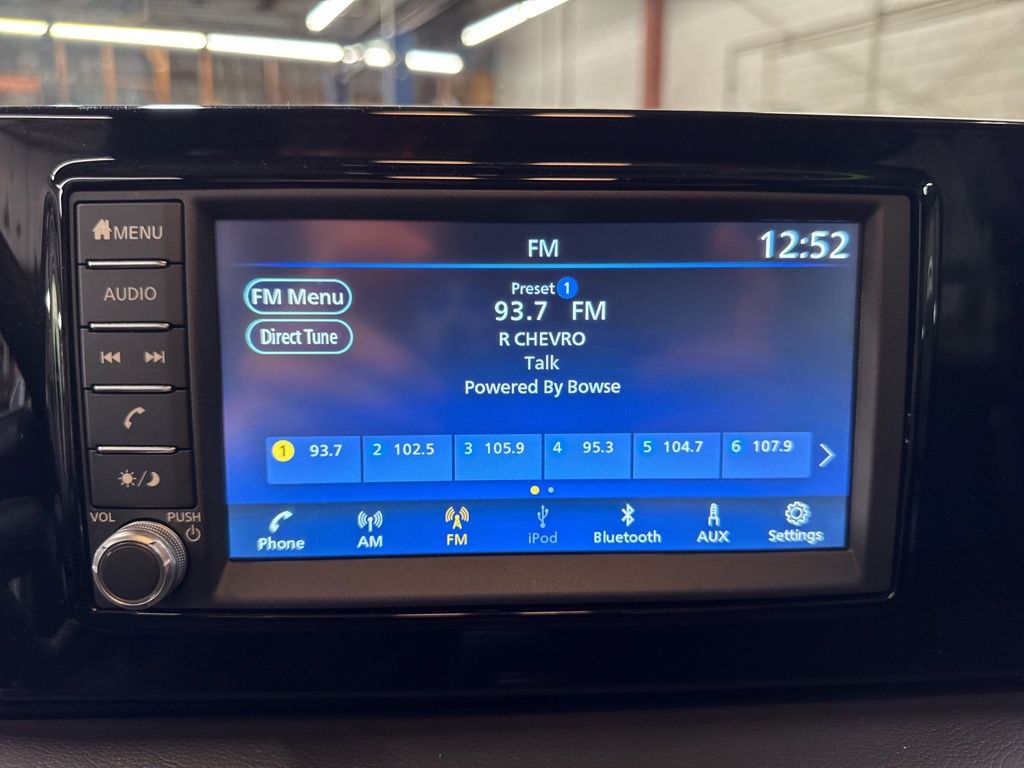 MENU
AUDIO
VOL
PUSH
FM
12:52
FM Menu
Direct Tune
Preset 1
93.7 FM
R CHEVRO
Talk
Powered By Bowse
1 93.7
2 102.5
3 105.9
4 95.3
5 104.7
6 107.9
Phone
AM
FM
iPod
Bluetooth
AUX
Settings